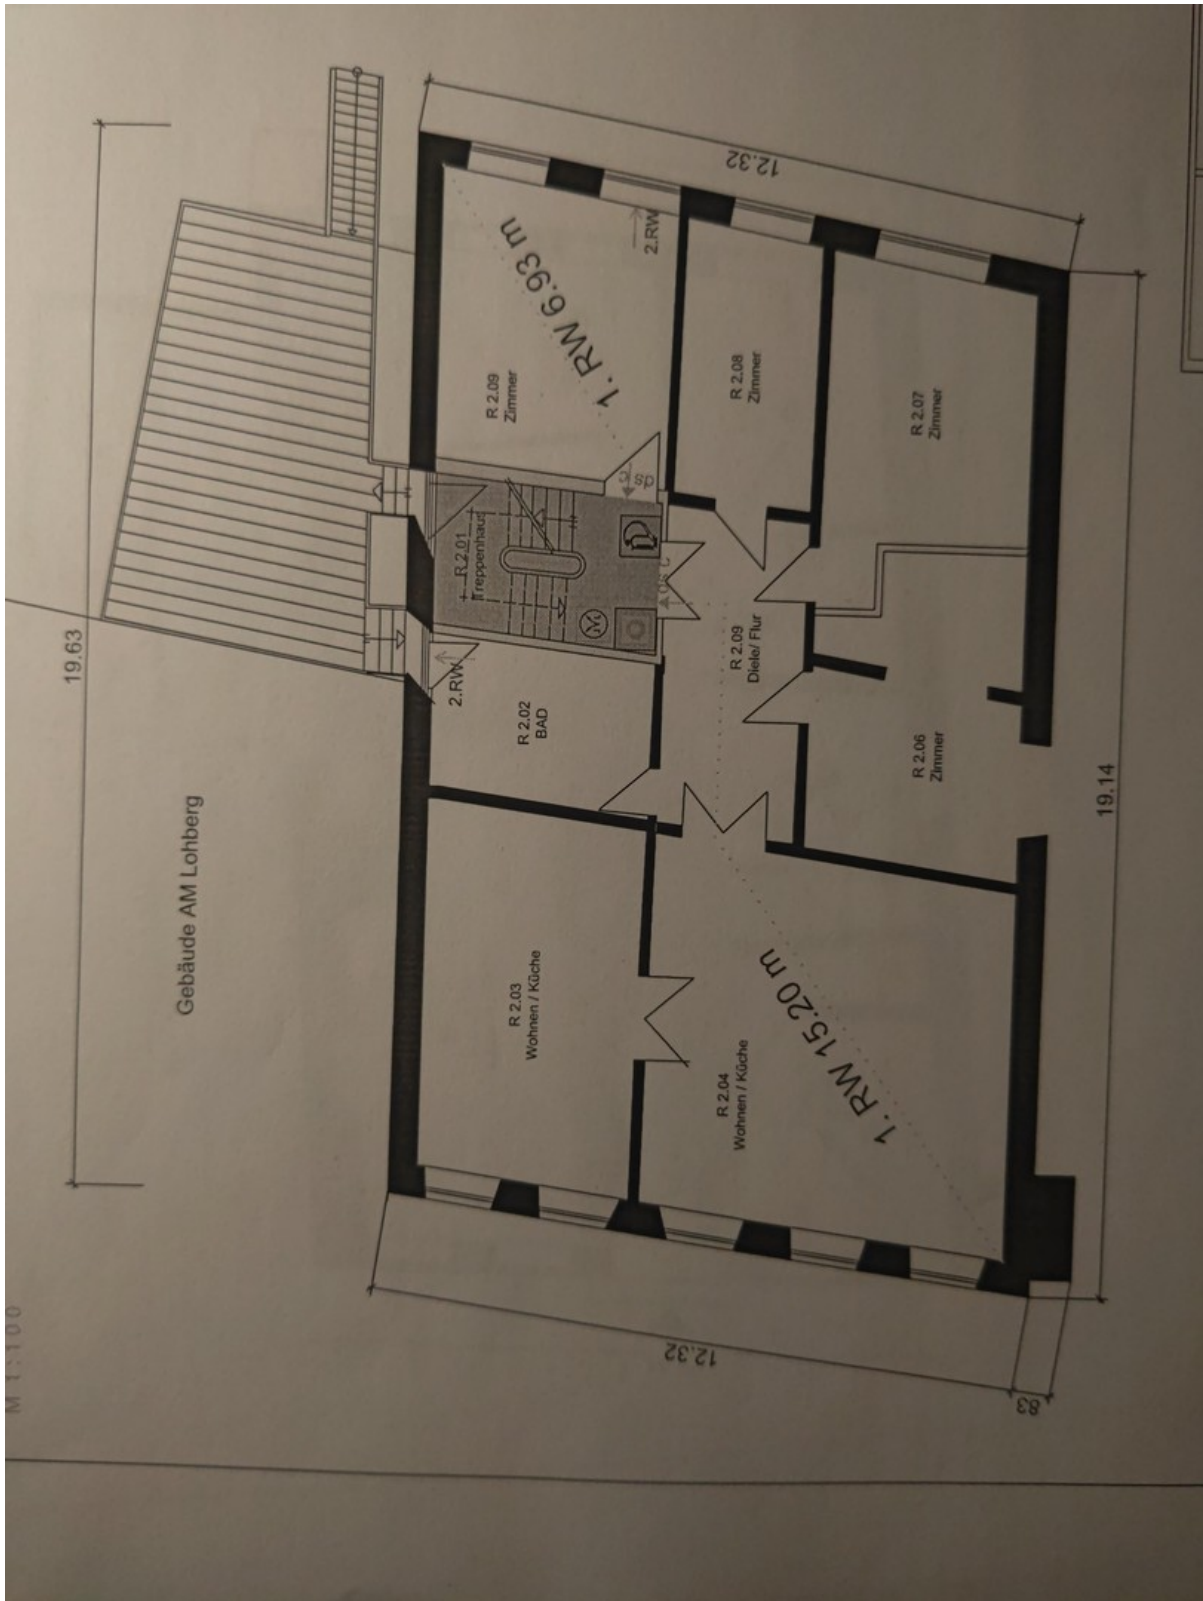 M 1:100
Gebäude AM Lohberg
19.63
12.32
19.14
12.32
83
R 2.09
Zimmer
1. RW 6.93 m
2.RW
R 2.08
Zimmer
R 2.07
Zimmer
R 2.01
Treppenhaus
M
R 2.09
Diele/ Flur
2.RW
R 2.02
BAD
R 2.06
Zimmer
R 2.03
Wohnen / Küche
R 2.04
Wohnen / Küche
1. RW 15.20 m